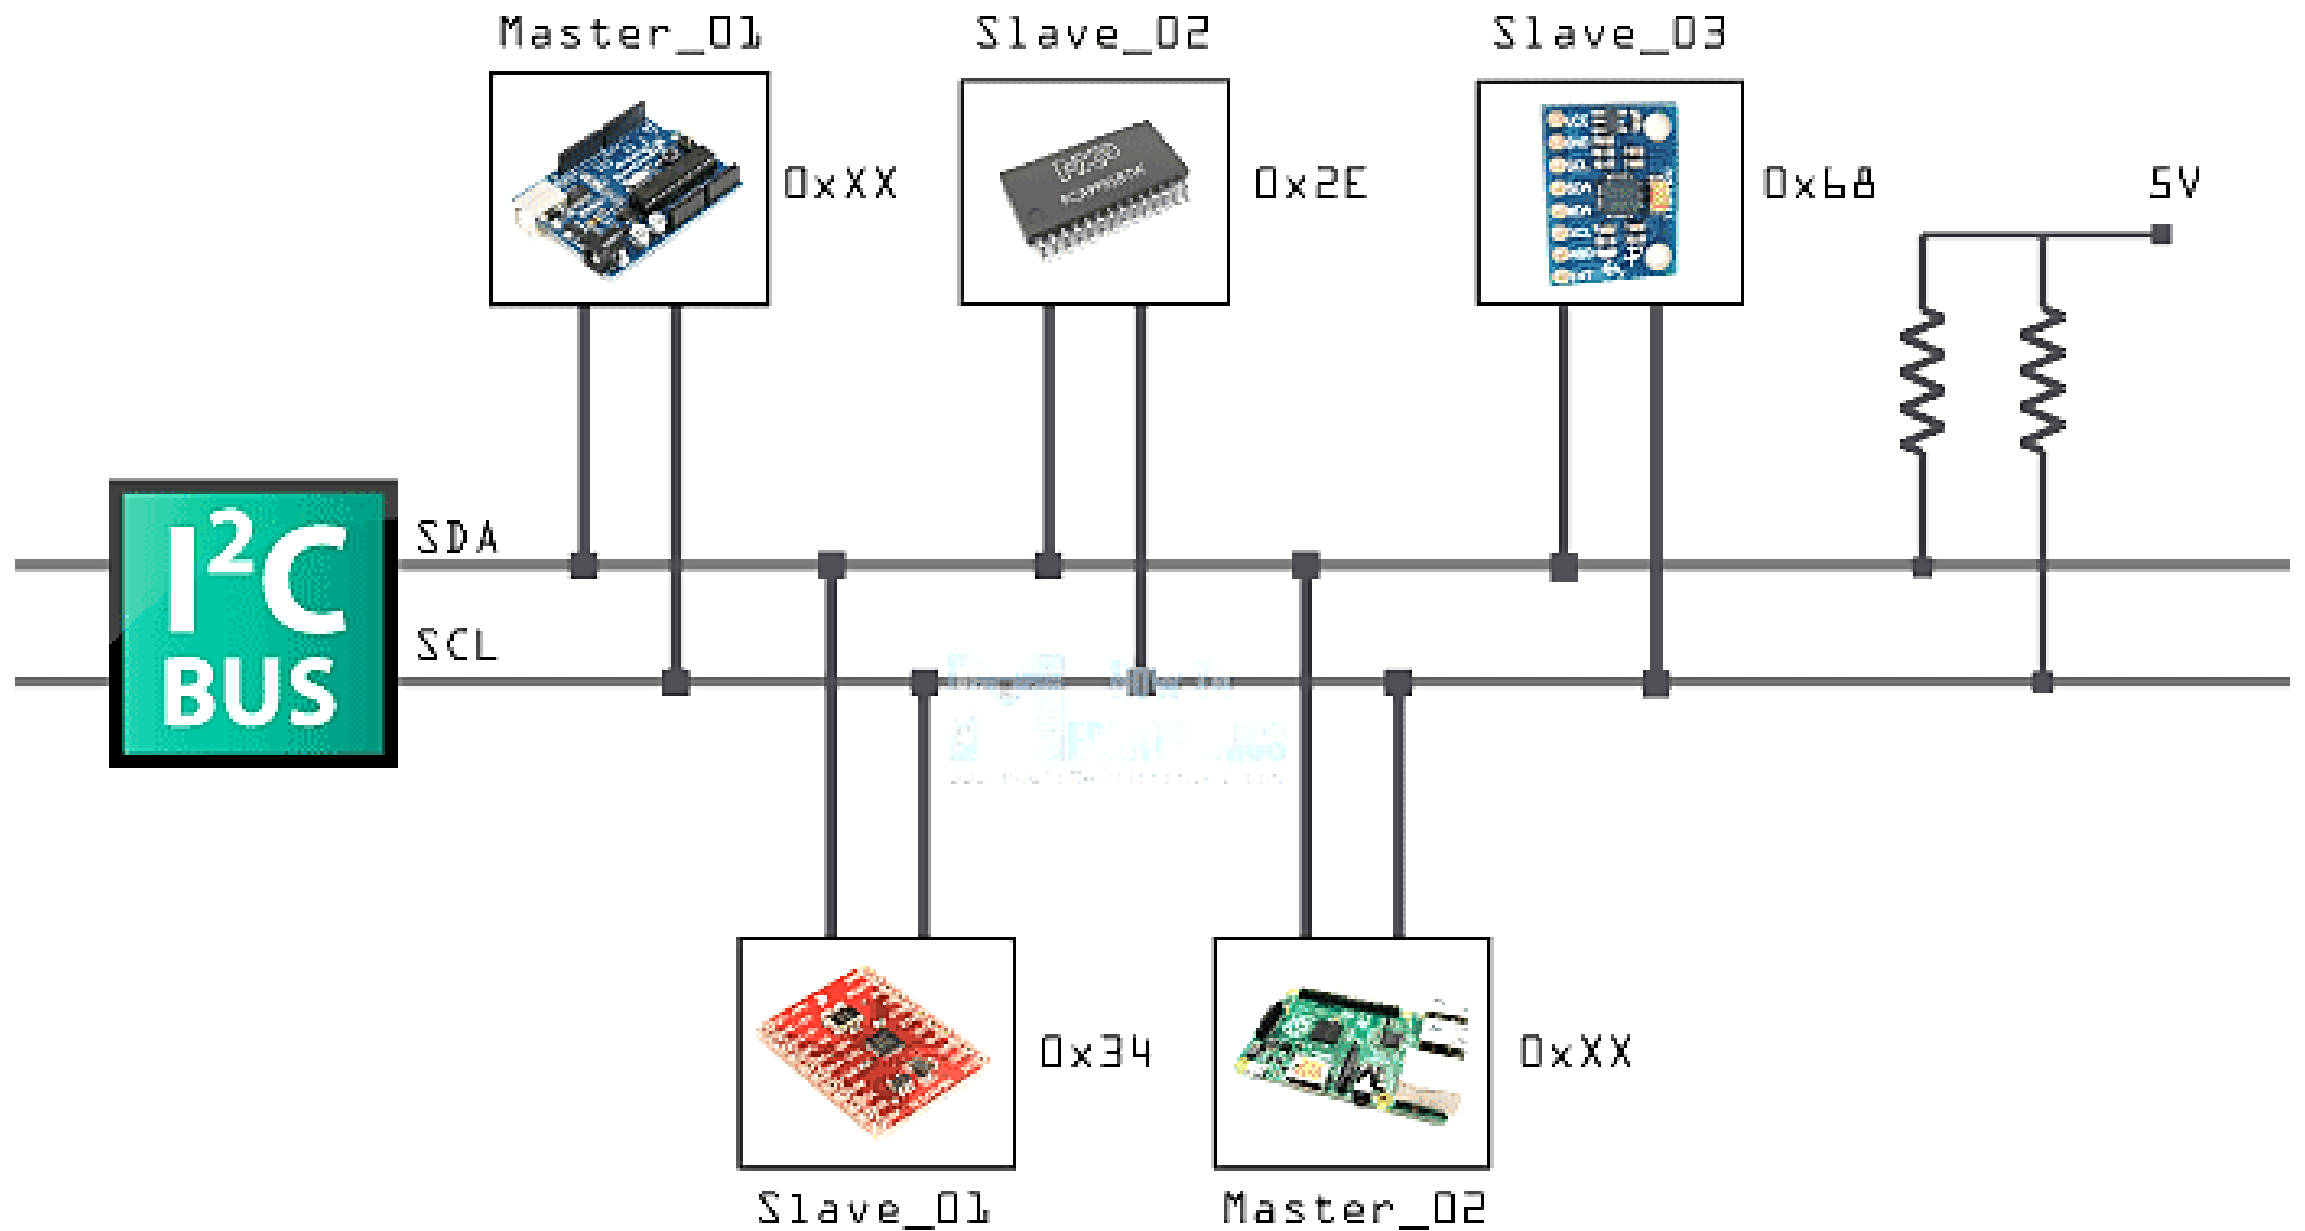 Master_01
Slave_02
Slave_03
0xXX
0x2E
0x68
5V
I²C
BUS
SDA
SCL
0x34
0xXX
Slave_01
Master_02